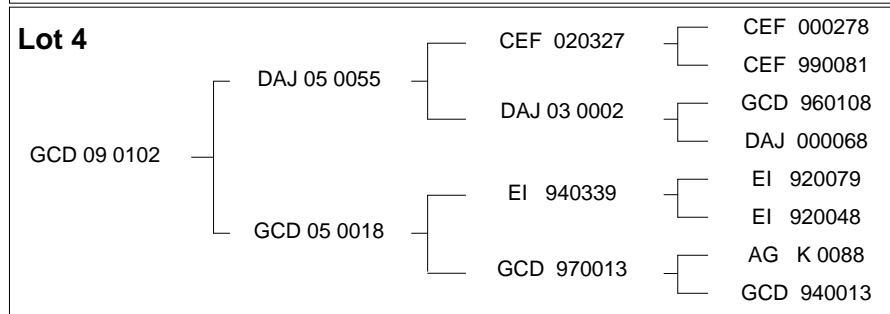 Lot 4
CEF 000278
CEF 020327
CEF 990081
DAJ 05 0055
GCD 960108
DAJ 03 0002
DAJ 000068
GCD 09 0102
EI 920079
EI 940339
EI 920048
GCD 05 0018
AG K 0088
GCD 970013
GCD 940013